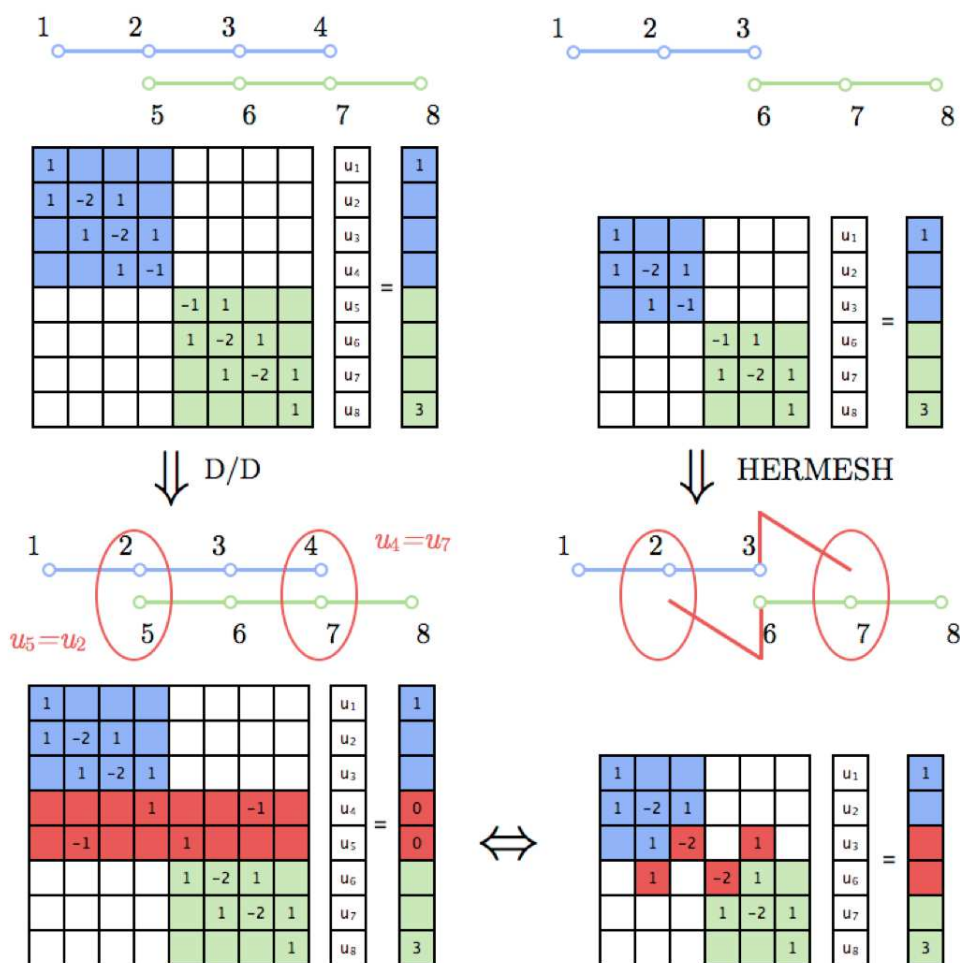 1 2 3 4
5 6 7 8
1 u₁ 1
1 -2 1 u₂
1 -2 1 u₃
1 -1 u₄
=
-1 1 u₅
1 -2 1 u₆
1 -2 1 u₇
1 u₈ 3
1 2 3
6 7 8
1 u₁ 1
1 -2 1 u₂
1 -1 u₃
=
-1 1 u₆
1 -2 1 u₇
1 u₈ 3
⇓ D/D
⇓ HERMESH
1 2 3 4 u₄=u₇
u₅=u₂ 5 6 7 8
1 u₁ 1
1 -2 1 u₂
1 -2 1 u₃
1 -1 u₄ 0
=
-1 1 u₅ 0
1 -2 1 u₆
1 -2 1 u₇
1 u₈ 3
⇔
1 2 3
6 7 8
1 u₁ 1
1 -2 1 u₂
1 -2 1 u₃
=
1 -2 1 u₆
1 -2 1 u₇
1 u₈ 3